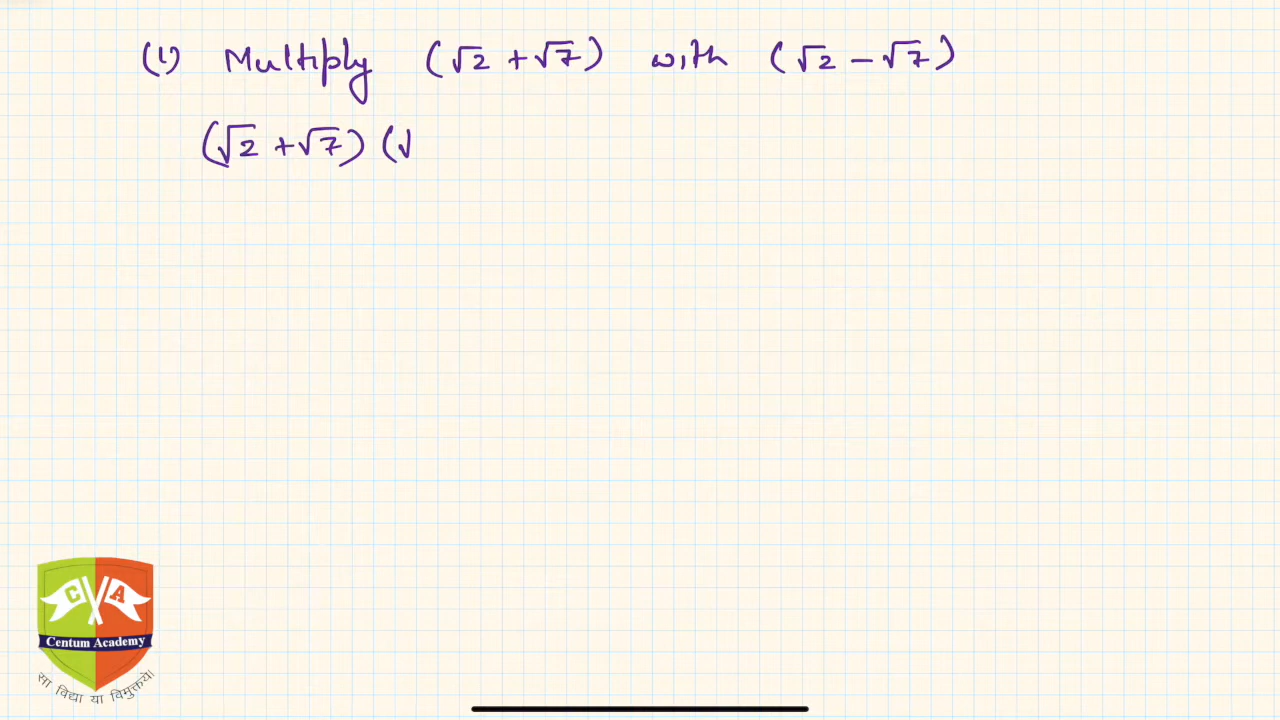 (1) Multiply (√2 + √7) with (√2 − √7)
(√2 + √7) (√
C A
Centum Academy
सा विद्या या विमुक्तये।